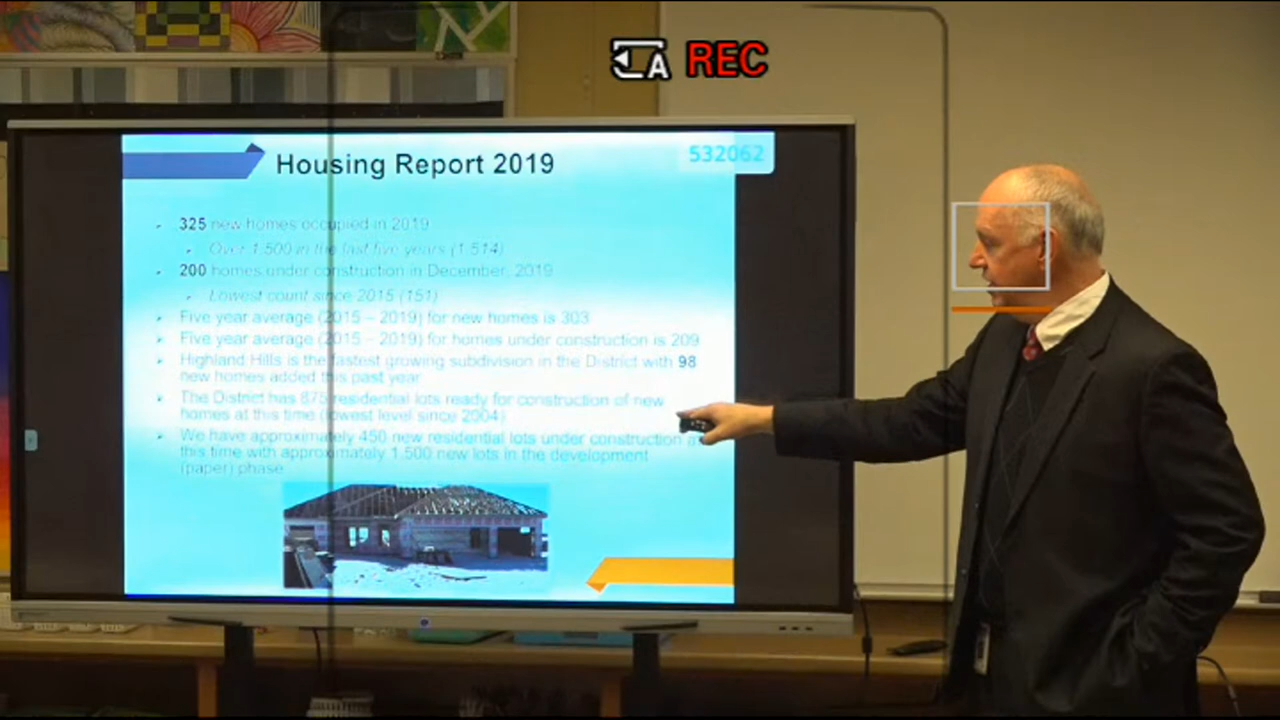 A REC
Housing Report 2019
532062
325 new homes occupied in 2019
Over 1,500 in the last five years (1,514)
200 homes under construction in December, 2019
Lowest count since 2015 (151)
Five year average (2015 – 2019) for new homes is 303
Five year average (2015 – 2019) for homes under construction is 209
Highland Hills is the fastest growing subdivision in the District with 98
new homes added this past year
The District has 875 residential lots ready for construction of new
homes at this time (lowest level since 2004)
We have approximately 450 new residential lots under construction at
this time with approximately 1,500 new lots in the development
(paper) phase